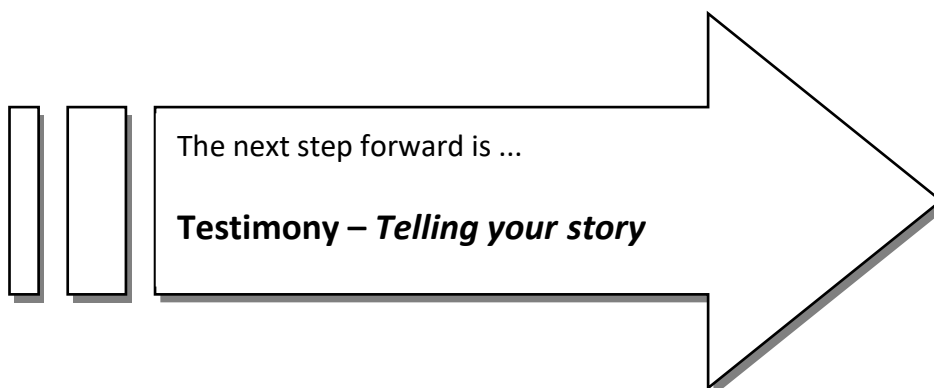 The next step forward is ...
Testimony – Telling your story